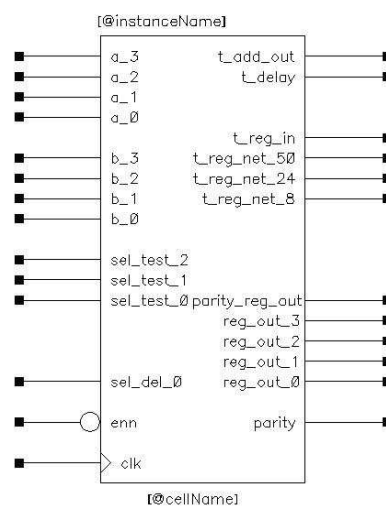 [@instanceName]
a_3 t_add_out
a_2 t_delay
a_1
a_0
t_reg_in
b_3 t_reg_net_50
b_2 t_reg_net_24
b_1 t_reg_net_8
b_0
sel_test_2
sel_test_1
sel_test_0 parity_reg_out
reg_out_3
reg_out_2
reg_out_1
sel_del_0 reg_out_0
enn parity
clk
[@cellName]